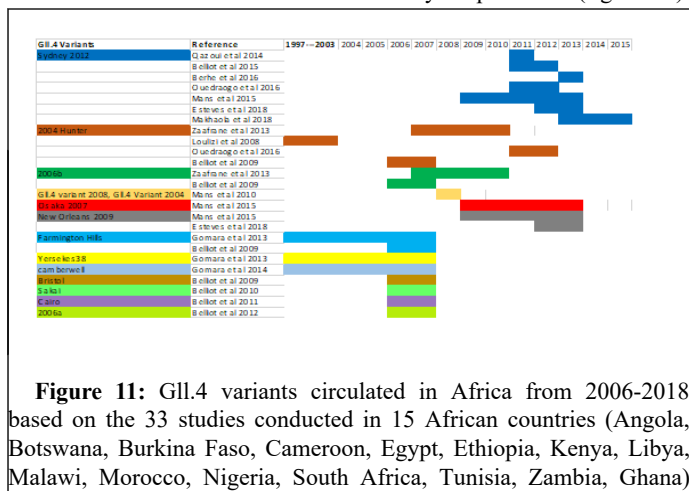 Gll.4 Variants Reference 1997---2003 2004 2005 2006 2007 2008 2009 2010 2011 2012 2013 2014 2015
Sydney 2012 Qazoui et al 2014
Belliot et al 2015
Berhe et al 2016
Ouedraogo et al 2016
Mans et al 2015
Esteves et al 2018
Makhaola et al 2018
2004 Hunter Zaafrane et al 2013
Loulizi et al 2008
Ouedraogo et al 2016
Belliot et al 2009
2006b Zaafrane et al 2013
Belliot et al 2009
Gll.4 variant 2008, Gll.4 Variant 2004 Mans et al 2010
Osaka 2007 Mans et al 2015
New Orleans 2009 Mans et al 2015
Esteves et al 2018
Farmington Hills Gomara et al 2013
Belliot et al 2009
Yersekes38 Gomara et al 2013
camberwell Gomara et al 2014
Bristol Belliot et al 2009
Sakai Belliot et al 2010
Cairo Belliot et al 2011
2006a Belliot et al 2012
Figure 11: Gll.4 variants circulated in Africa from 2006-2018
based on the 33 studies conducted in 15 African countries (Angola,
Botswana, Burkina Faso, Cameroon, Egypt, Ethiopia, Kenya, Libya,
Malawi, Morocco, Nigeria, South Africa, Tunisia, Zambia, Ghana)